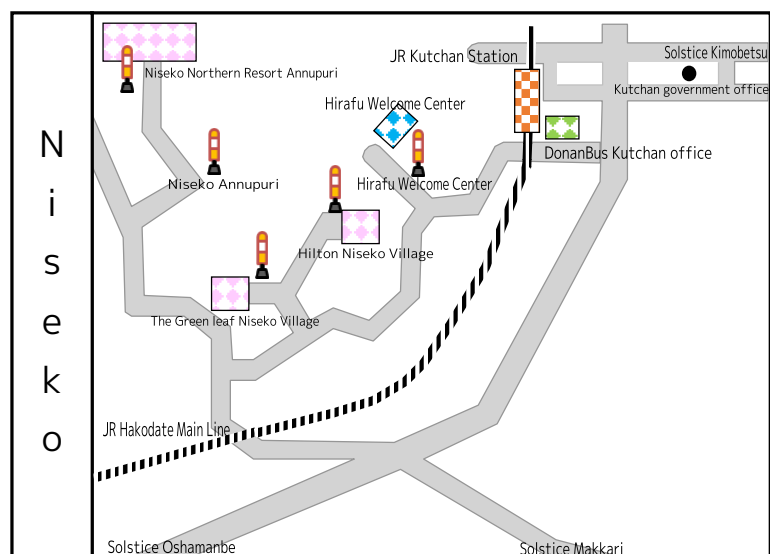 Niseko
JR Kutchan Station
Solstice Kimobetsu
Niseko Northern Resort Annupuri
Kutchan government office
Hirafu Welcome Center
DonanBus Kutchan office
Niseko Annupuri
Hirafu Welcome Center
Hilton Niseko Village
The Green leaf Niseko Village
JR Hakodate Main Line
Solstice Oshamanbe
Solstice Makkari